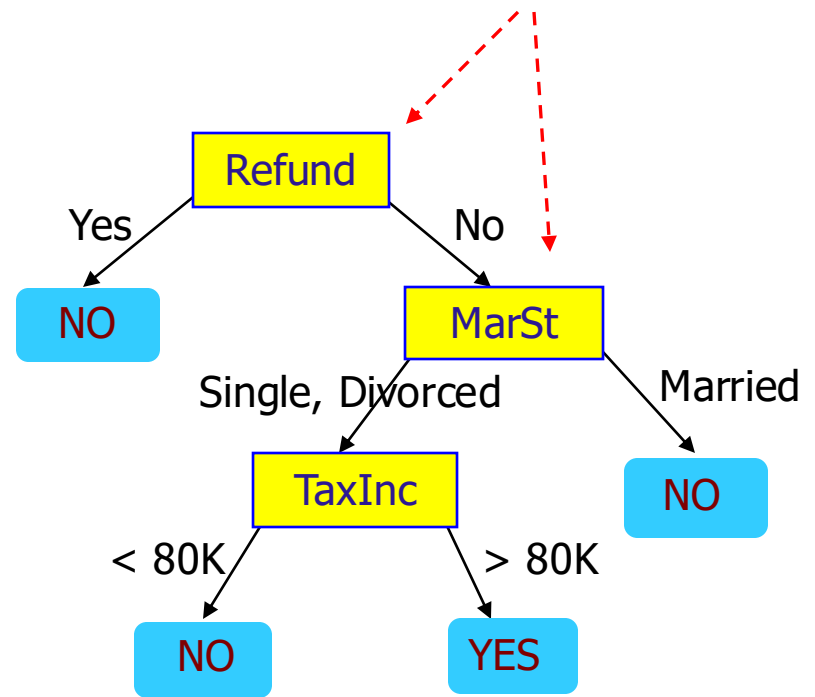 Refund
Yes
No
NO
MarSt
Single, Divorced
Married
TaxInc
NO
< 80K
> 80K
NO
YES